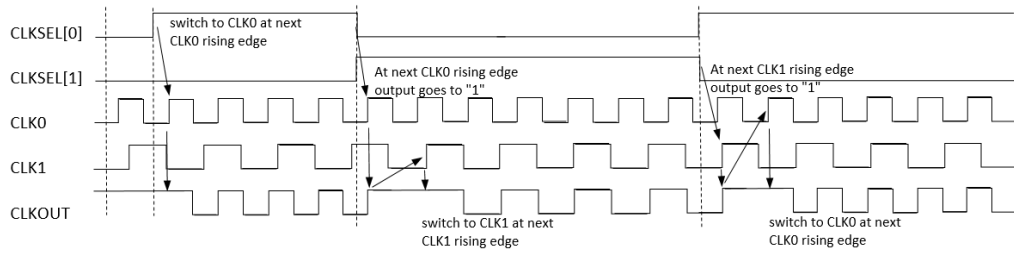 CLKSEL[0]
switch to CLK0 at next
CLK0 rising edge
CLKSEL[1]
At next CLK0 rising edge
output goes to "1"
At next CLK1 rising edge
output goes to "1"
CLK0
CLK1
CLKOUT
switch to CLK1 at next
CLK1 rising edge
switch to CLK0 at next
CLK0 rising edge